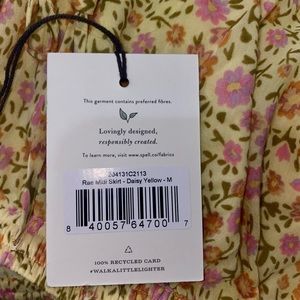 This garment contains preferred fibres.
Lovingly designed,
responsibly created.
To learn more, visit www.spell.co/fabrics
204131C2113
Rae Midi Skirt - Daisy Yellow - M
8 40057 64700 7
100% RECYCLED CARD
#WALKALITTLELIGHTER